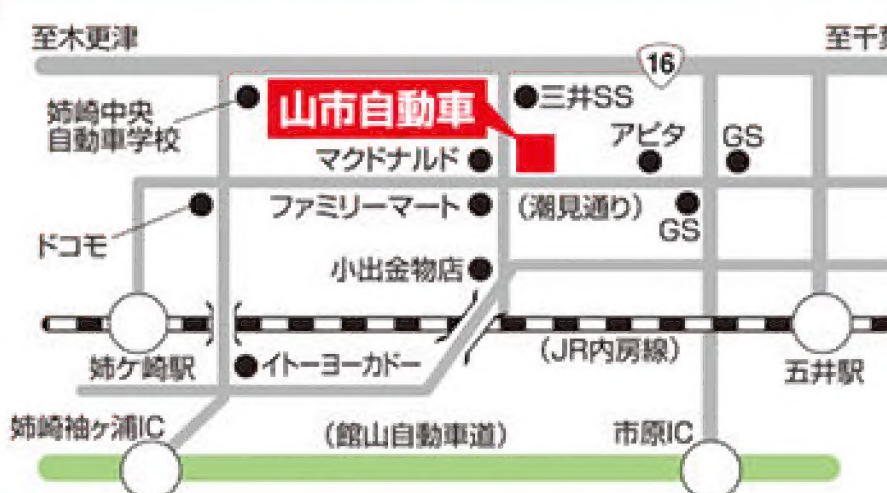 至木更津
至千葉
16
姉崎中央
自動車学校
山市自動車
三井SS
アピタ
GS
マクドナルド
ファミリーマート
(潮見通り)
GS
ドコモ
小出金物店
姉ケ崎駅
イトーヨーカドー
(JR内房線)
五井駅
姉崎袖ヶ浦IC
(館山自動車道)
市原IC